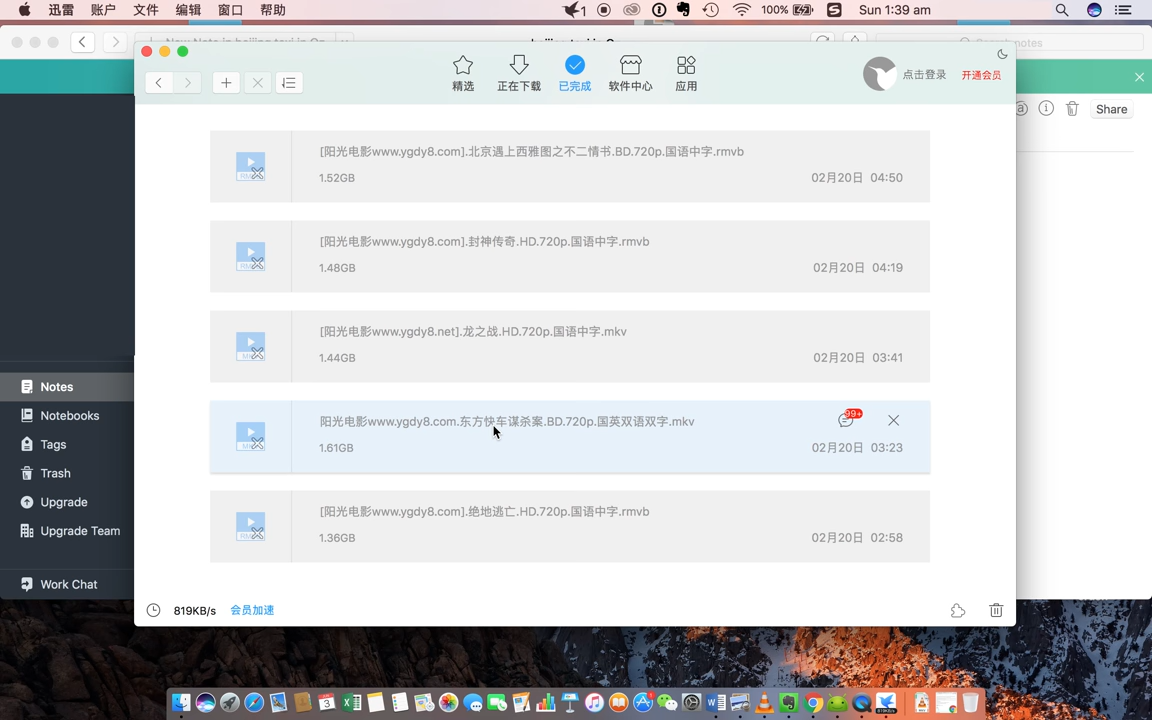 迅雷 账户 文件 编辑 窗口 帮助
1 100% Sun 1:39 am
点击登录 开通会员
精选 正在下载 已完成 软件中心 应用
Share
[阳光电影www.ygdy8.com].北京遇上西雅图之不二情书.BD.720p.国语中字.rmvb
1.52GB 02月20日 04:50
[阳光电影www.ygdy8.com].封神传奇.HD.720p.国语中字.rmvb
1.48GB 02月20日 04:19
[阳光电影www.ygdy8.net].龙之战.HD.720p.国语中字.mkv
1.44GB 02月20日 03:41
阳光电影www.ygdy8.com.东方快车谋杀案.BD.720p.国英双语双字.mkv
99+
1.61GB 02月20日 03:23
[阳光电影www.ygdy8.com].绝地逃亡.HD.720p.国语中字.rmvb
1.36GB 02月20日 02:58
Notes
Notebooks
Tags
Trash
Upgrade
Upgrade Team
Work Chat
819KB/s 会员加速